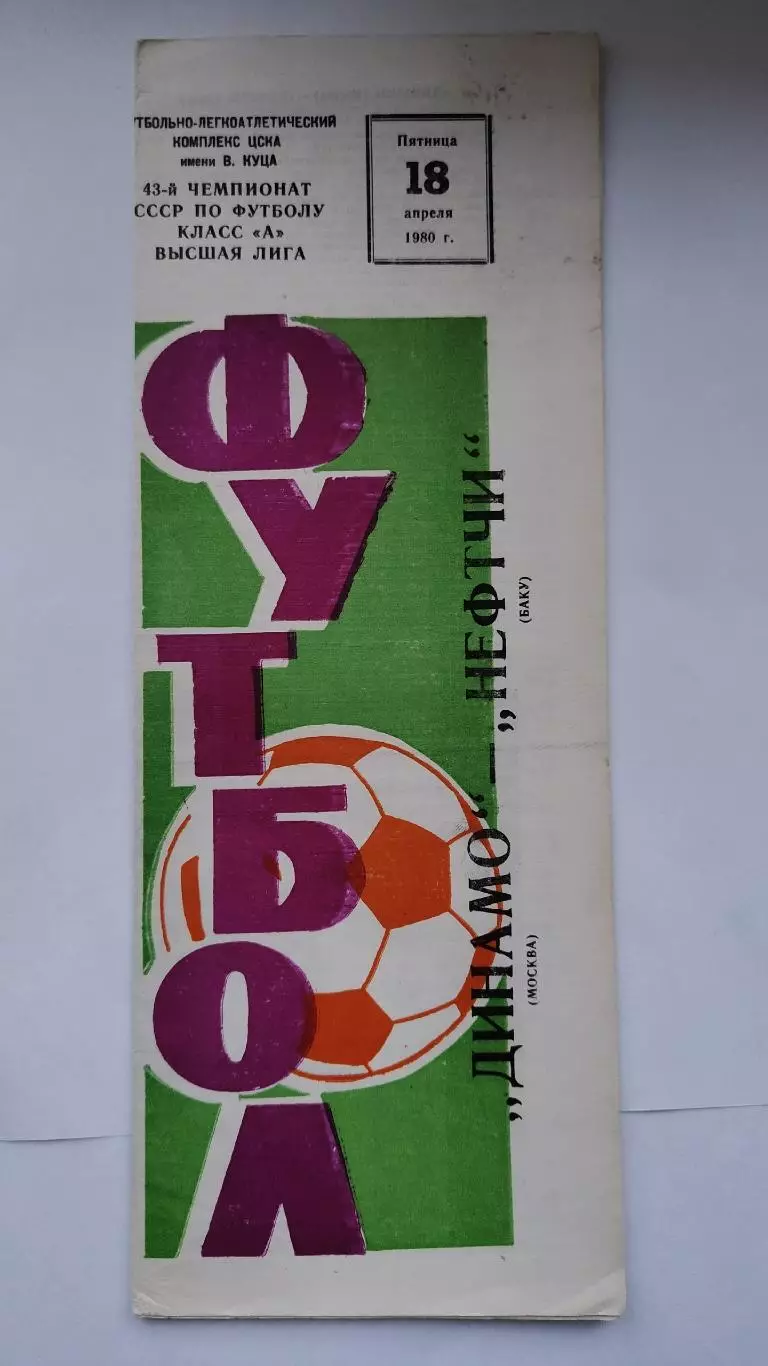 ТБОЛЬНО-ЛЕГКОАТЛЕТИЧЕСКИЙ
КОМПЛЕКС ЦСКА
имени В. КУЦА
43-й ЧЕМПИОНАТ
СССР ПО ФУТБОЛУ
КЛАСС «А»
ВЫСШАЯ ЛИГА
Пятница
18
апреля
1980 г.
ФУТБОЛ
„ДИНАМО“ — „НЕФТЧИ“
(МОСКВА) (БАКУ)